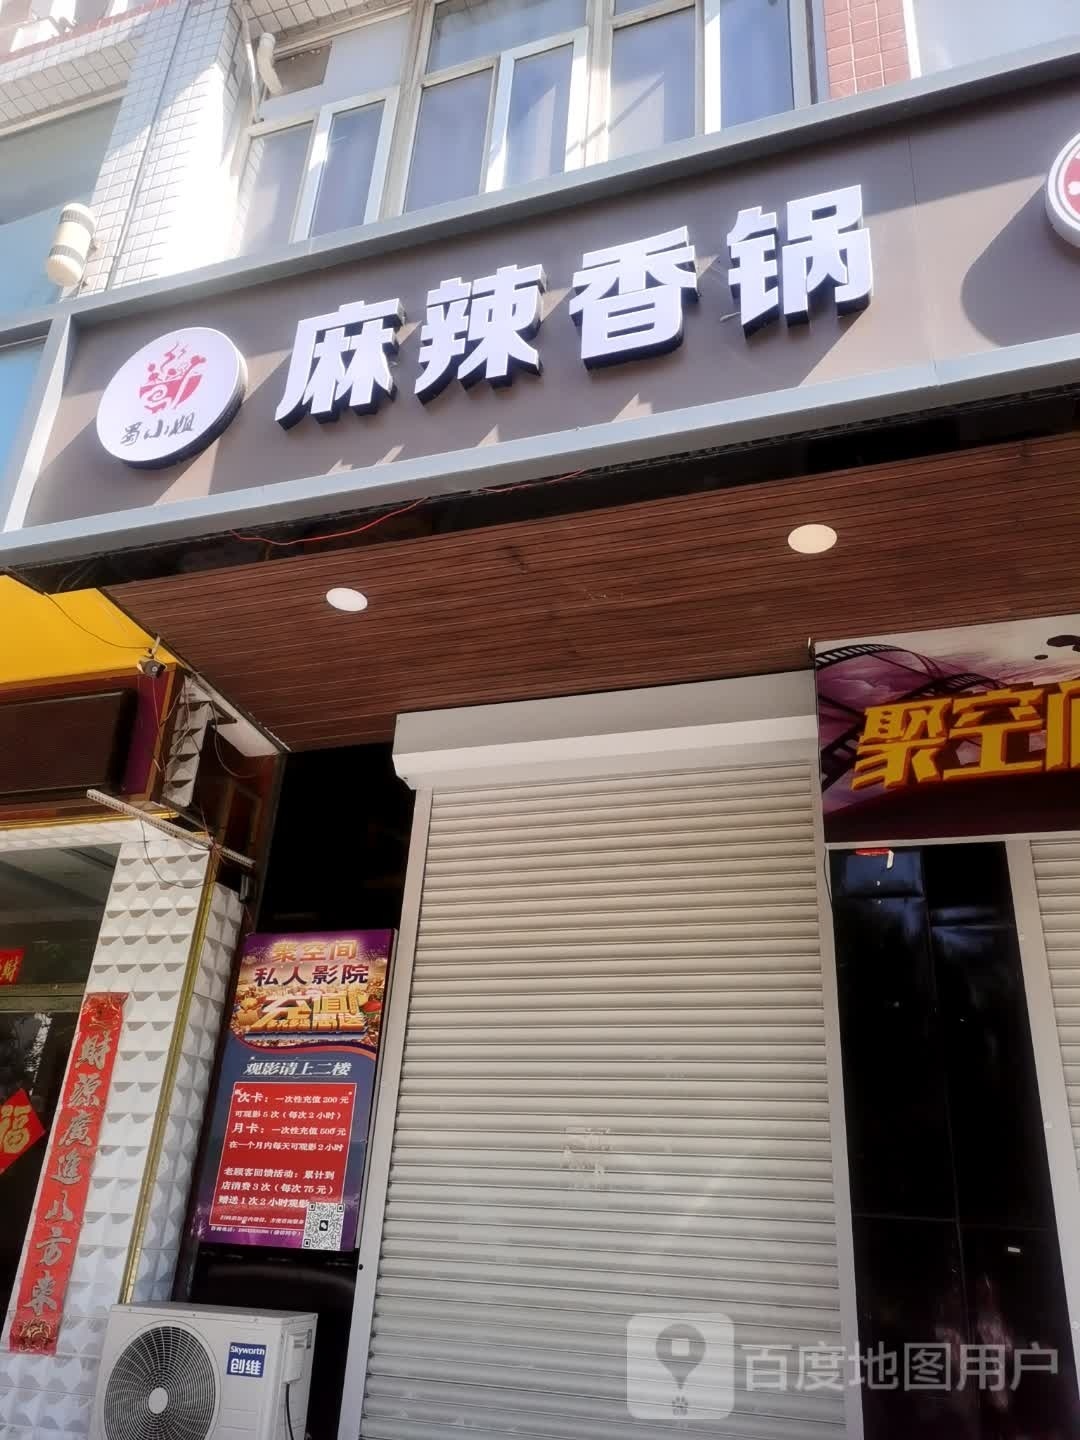 麻辣香锅
蜀小姐
聚空间
聚空间
私人影院
观影请上二楼
次卡：一次性充值200元
可观影5次（每次2小时）
月卡：一次性充值500元
在一个月内每天可观影2小时
老顾客回馈活动：累计到
店消费3次（每次75元）
赠送1次2小时观影
財源廣進八方来
財
福
Skyworth
创维
百度地图用户